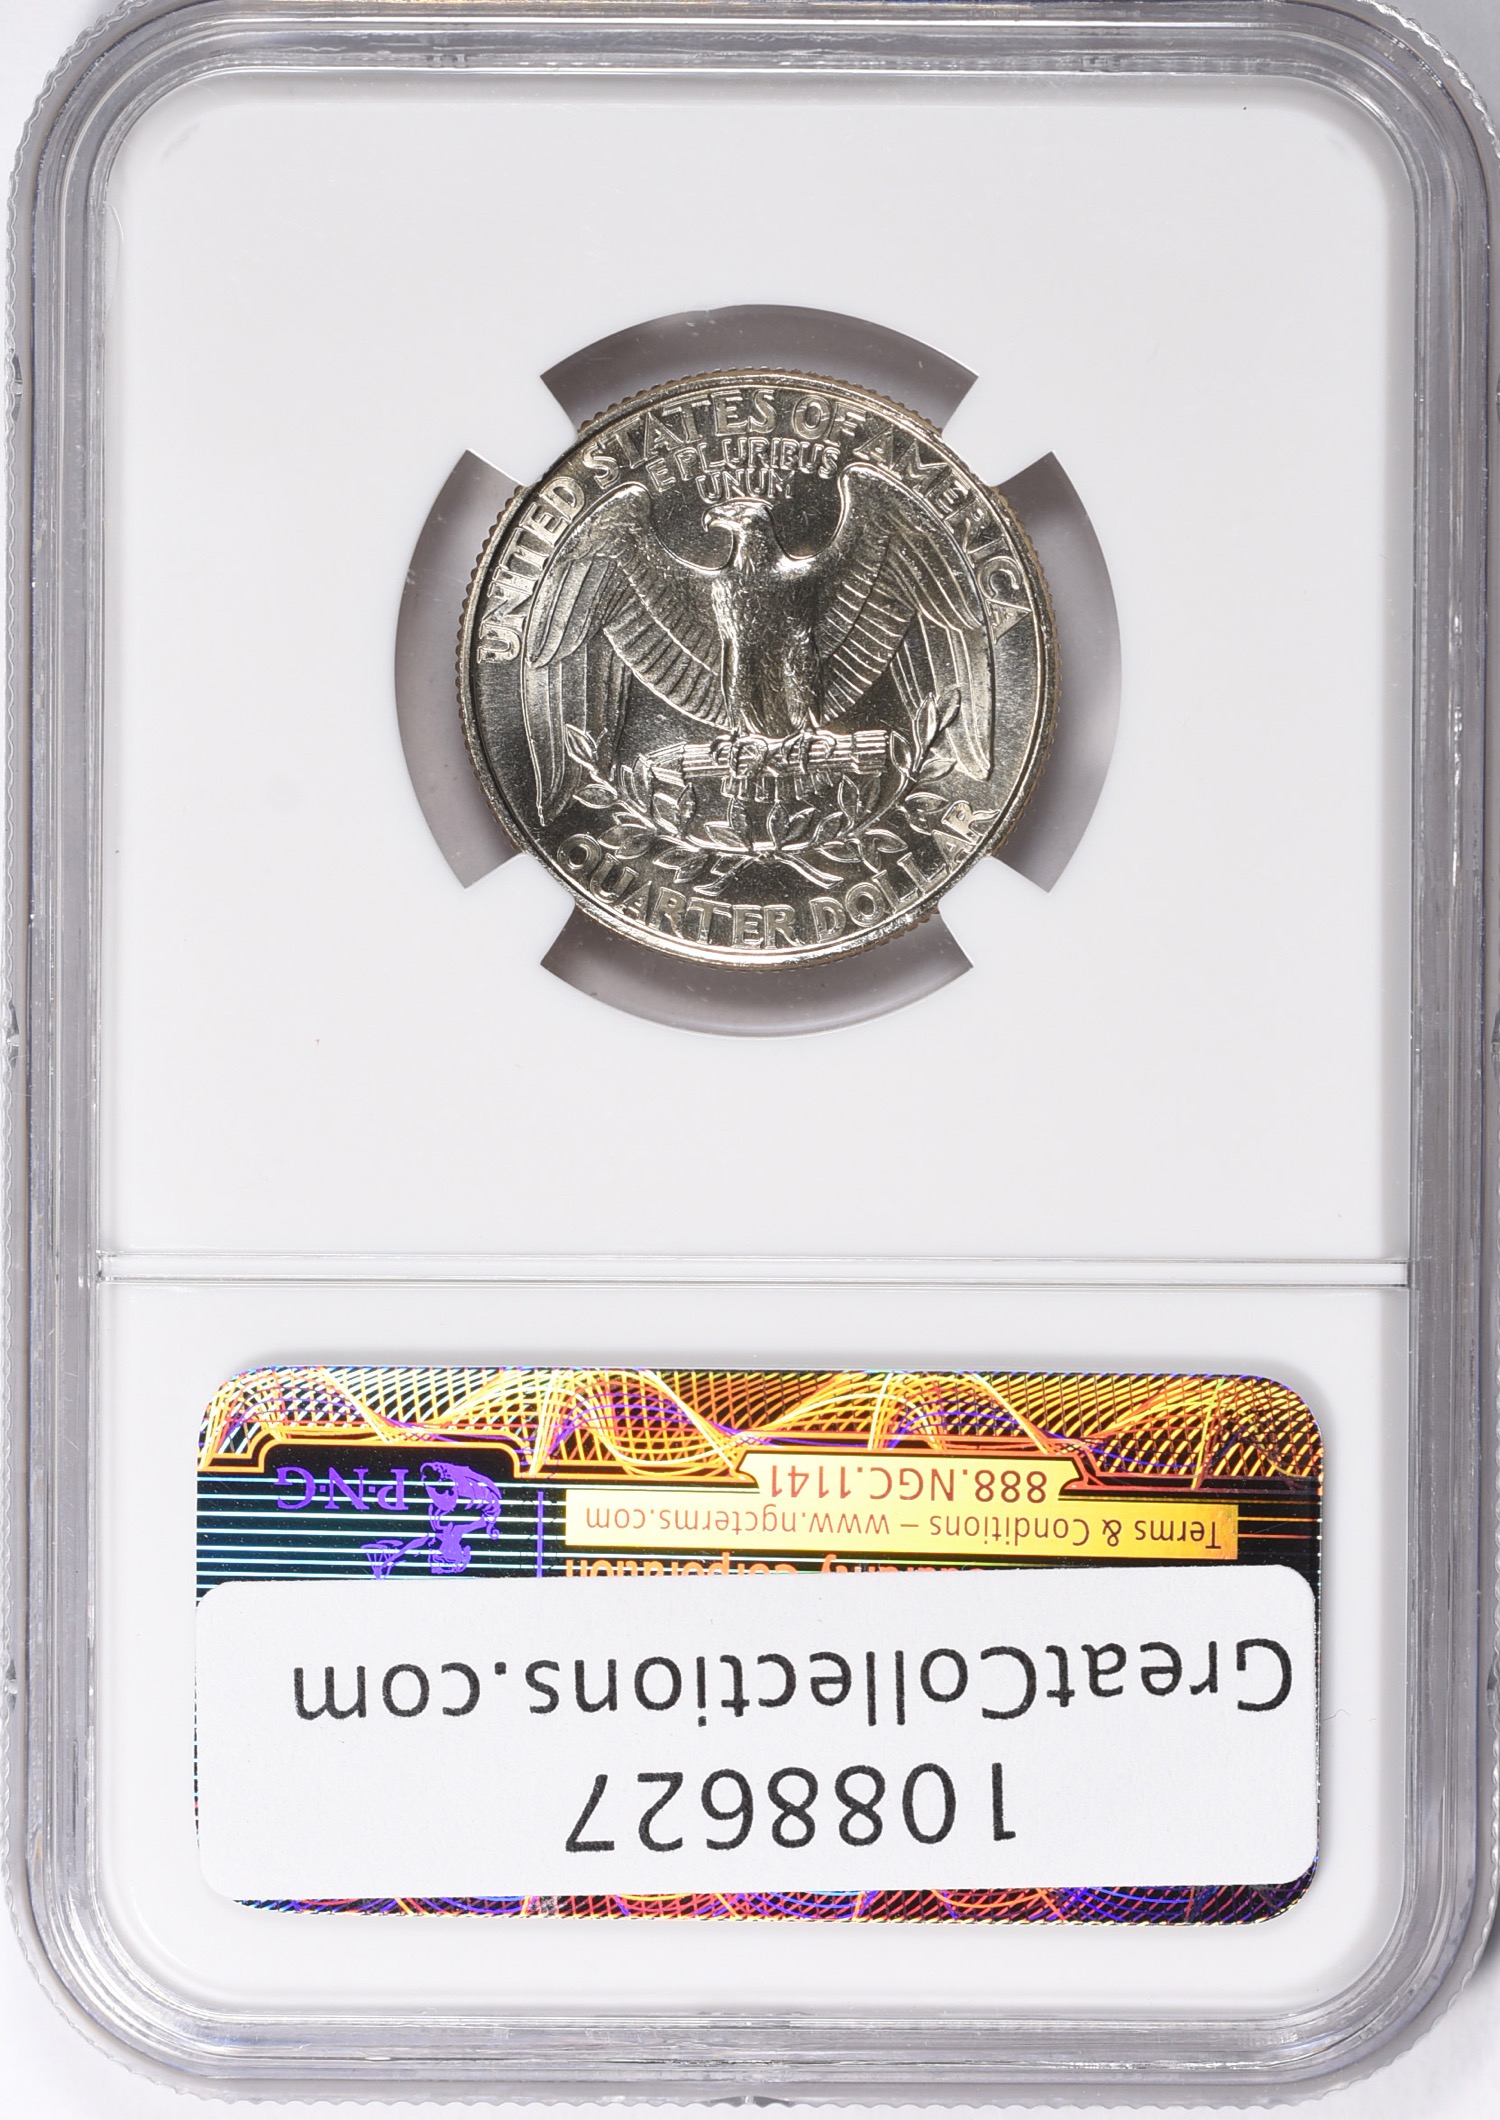 UNITED STATES OF AMERICA
E PLURIBUS
UNUM
QUARTER DOLLAR
1088627
GreatCollections.com
Corporation
Terms & Conditions – www.ngcterms.com
888.NGC.1141
P·N·G